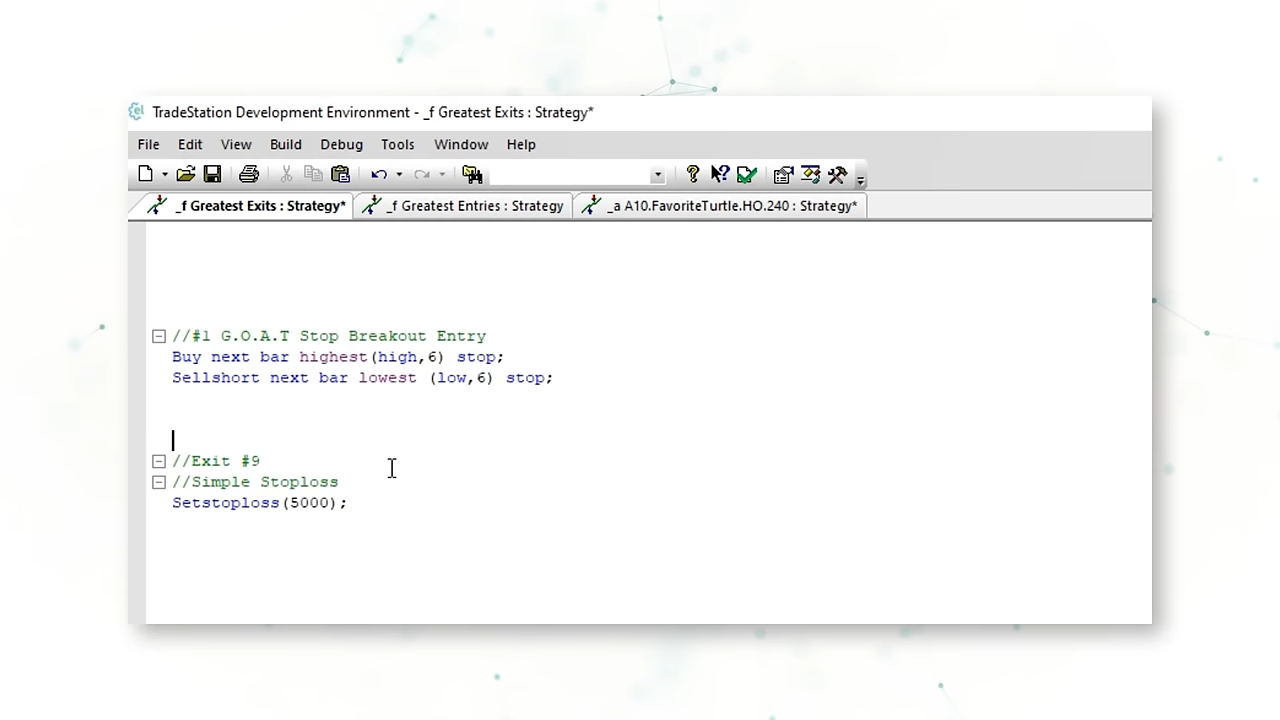 TradeStation Development Environment - _f Greatest Exits : Strategy*
File Edit View Build Debug Tools Window Help
_f Greatest Exits : Strategy* _f Greatest Entries : Strategy _a A10.FavoriteTurtle.HO.240 : Strategy*
//#1 G.O.A.T Stop Breakout Entry
Buy next bar highest(high,6) stop;
Sellshort next bar lowest (low,6) stop;
//Exit #9
//Simple Stoploss
Setstoploss(5000);